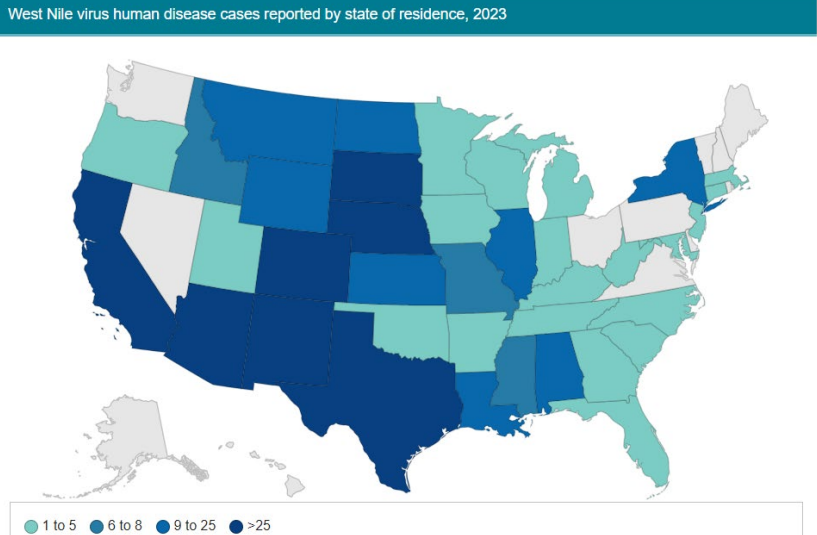 West Nile virus human disease cases reported by state of residence, 2023
1 to 5 6 to 8 9 to 25 >25